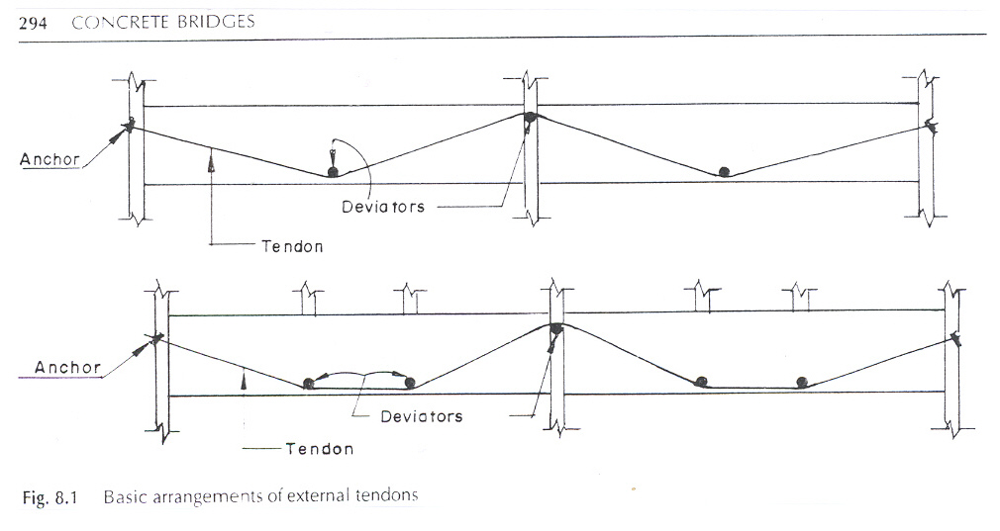 294 CONCRETE BRIDGES
Anchor
Deviators
Tendon
Anchor
Deviators
Tendon
Fig. 8.1 Basic arrangements of external tendons